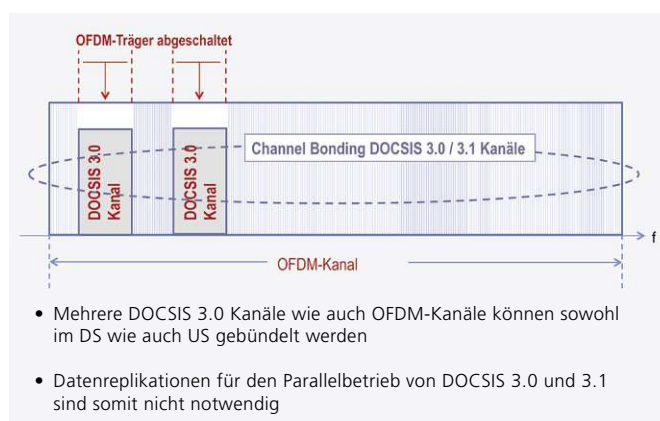 OFDM-Träger abgeschaltet
DOCSIS 3.0
Kanal
DOCSIS 3.0
Kanal
Channel Bonding DOCSIS 3.0 / 3.1 Kanäle
f
OFDM-Kanal
• Mehrere DOCSIS 3.0 Kanäle wie auch OFDM-Kanäle können sowohl
im DS wie auch US gebündelt werden
• Datenreplikationen für den Parallelbetrieb von DOCSIS 3.0 und 3.1
sind somit nicht notwendig